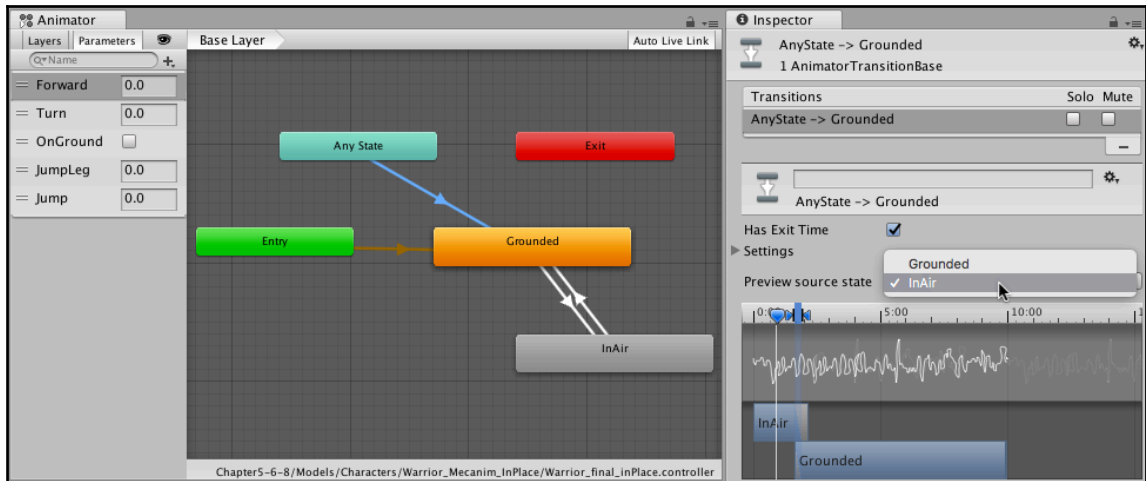 Animator
Layers Parameters
Name
Forward 0.0
Turn 0.0
OnGround
JumpLeg 0.0
Jump 0.0
Base Layer
Auto Live Link
Any State
Exit
Entry
Grounded
InAir
Chapter5-6-8/Models/Characters/Warrior_Mecanim_InPlace/Warrior_final_inPlace.controller
Inspector
AnyState -> Grounded
1 AnimatorTransitionBase
Transitions Solo Mute
AnyState -> Grounded
AnyState -> Grounded
Has Exit Time
Settings
Preview source state
Grounded
InAir
5:00 10:00
InAir
Grounded